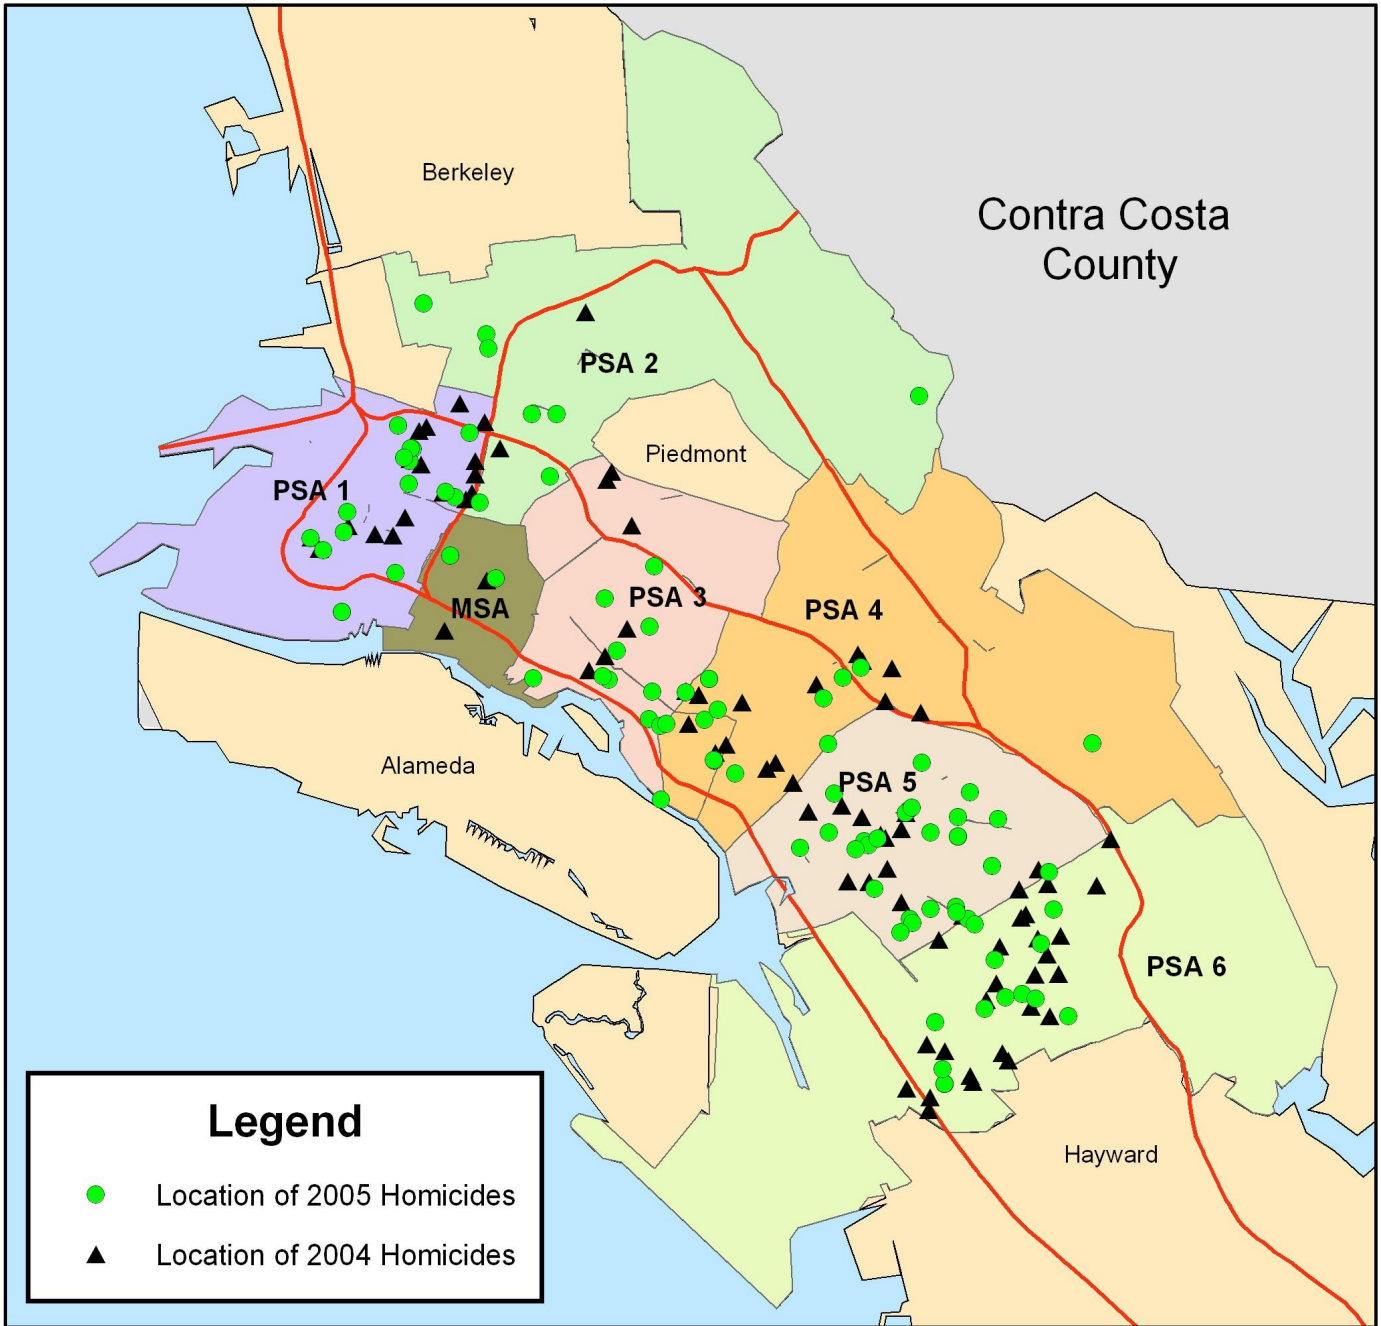 Berkeley
Contra Costa
County
PSA 2
Piedmont
PSA 1
PSA 3
MSA
PSA 4
Alameda
PSA 5
PSA 6
Legend
Location of 2005 Homicides
Location of 2004 Homicides
Hayward